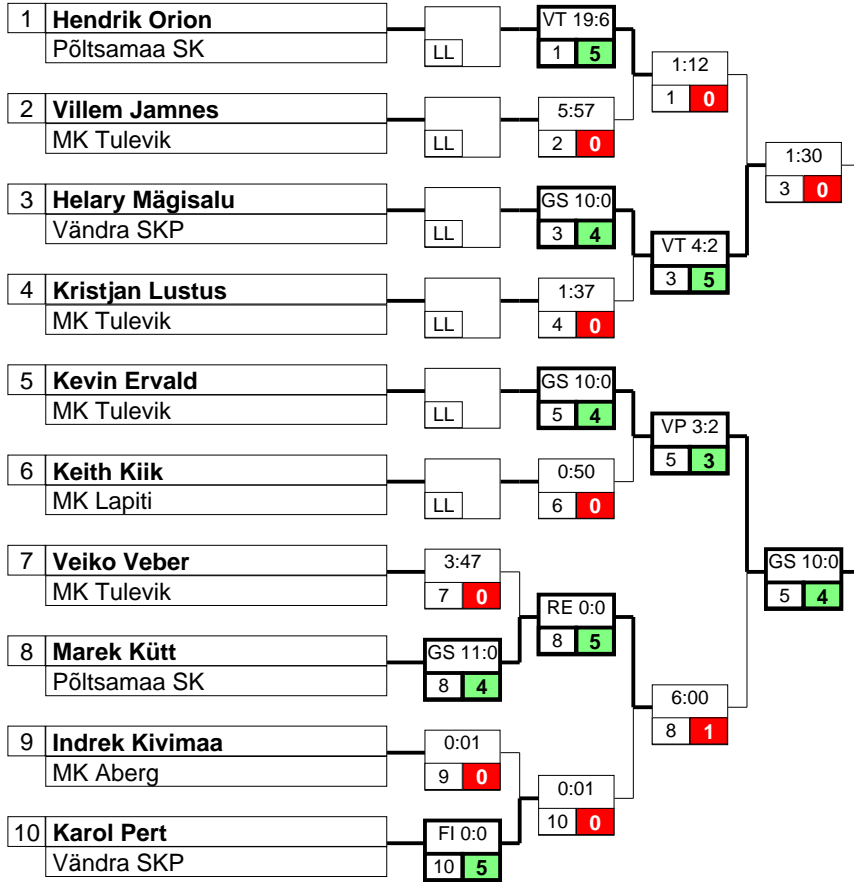 1 Hendrik Orion VT 19:6
Põltsamaa SK LL 1 5 1:12
1 0
2 Villem Jamnes 5:57
MK Tulevik LL 2 0 1:30
3 0
3 Helary Mägisalu GS 10:0
Vändra SKP LL 3 4 VT 4:2
3 5
4 Kristjan Lustus 1:37
MK Tulevik LL 4 0
5 Kevin Ervald GS 10:0
MK Tulevik LL 5 4 VP 3:2
5 3
6 Keith Kiik 0:50
MK Lapiti LL 6 0
7 Veiko Veber 3:47 GS 10:0
MK Tulevik 7 0 RE 0:0 5 4
8 5
8 Marek Kütt GS 11:0
Põltsamaa SK 8 4 6:00
8 1
9 Indrek Kivimaa 0:01
MK Aberg 9 0 0:01
10 0
10 Karol Pert FI 0:0
Vändra SKP 10 5